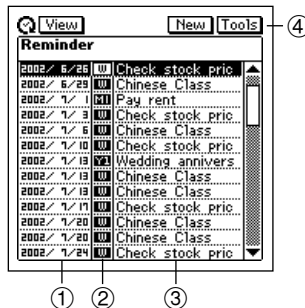 View New Tools ④
Reminder
2002/ 6/26 W Check stock pric
2002/ 6/29 W Chinese Class
2002/ 7/ 1 M1 Pay rent
2002/ 7/ 3 W Check stock pric
2002/ 7/ 6 W Chinese Class
2002/ 7/10 W Check stock pric
2002/ 7/13 Y1 Wedding annivers
2002/ 7/13 W Chinese Class
2002/ 7/13 W Chinese Class
2002/ 7/17 W Check stock pric
2002/ 7/20 W Chinese Class
2002/ 7/20 W Chinese Class
2002/ 7/24 W Check stock pric
① ② ③